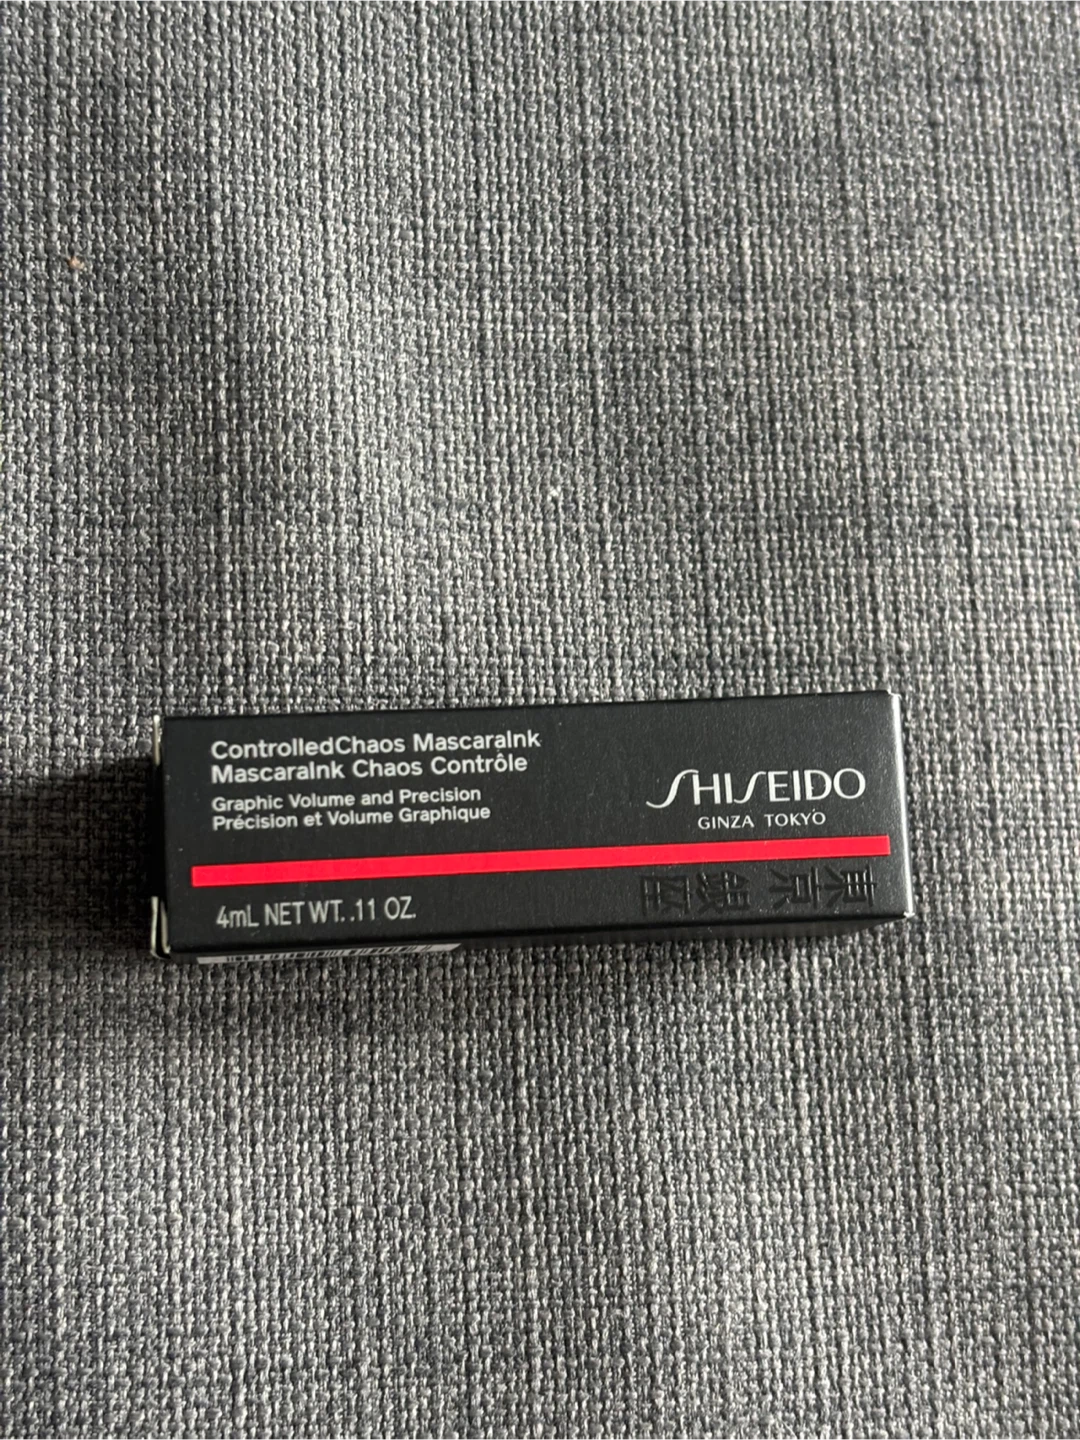 ControlledChaos MascaraInk
MascaraInk Chaos Contrôle
Graphic Volume and Precision
Précision et Volume Graphique
SHISEIDO
GINZA TOKYO
4mL NET WT. .11 OZ.
東京銀座